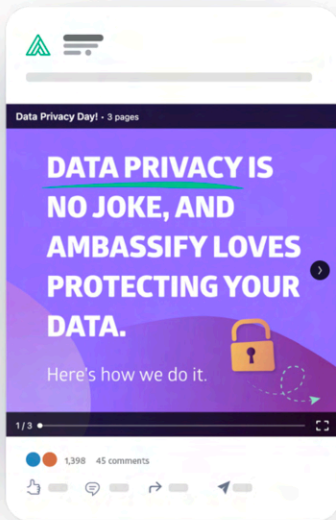 Data Privacy Day! • 3 pages
DATA PRIVACY IS
NO JOKE, AND
AMBASSIFY LOVES
PROTECTING YOUR
DATA.
Here's how we do it.
1 / 3
1,398 45 comments